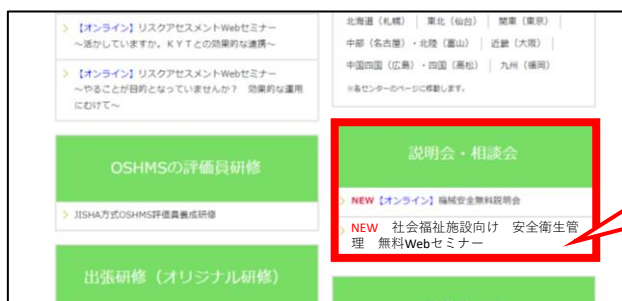 【オンライン】リスクアセスメントWebセミナー
～活かしていますか。KYTとの効果的な連携～
【オンライン】リスクアセスメントWebセミナー
～やることが目的となっていませんか？　効果的な運用
にむけて～
OSHMSの評価員研修
JISHA方式OSHMS評価員養成研修
出張研修（オリジナル研修）
北海道（札幌）｜東北（仙台）｜関東（東京）
中部（名古屋）・北陸（富山）｜近畿（大阪）
中国四国（広島）・四国（高松）｜九州（福岡）
※各センターのページに移動します。
説明会・相談会
NEW【オンライン】機械安全無料説明会
NEW　社会福祉施設向け　安全衛生管
理　無料Webセミナー